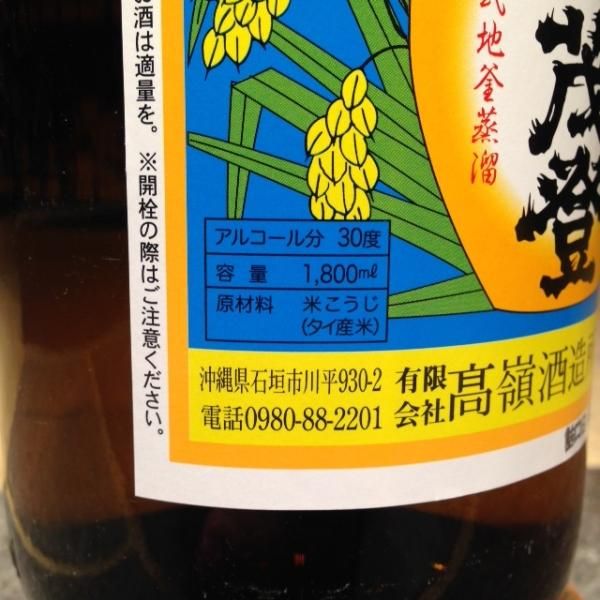 お酒は適量を。 ※開栓の際はご注意ください。
式地釜蒸溜
茂登
アルコール分 30度
容量 1,800mℓ
原材料 米こうじ
(タイ産米)
沖縄県石垣市川平930-2
電話0980-88-2201
有限会社 高嶺酒造